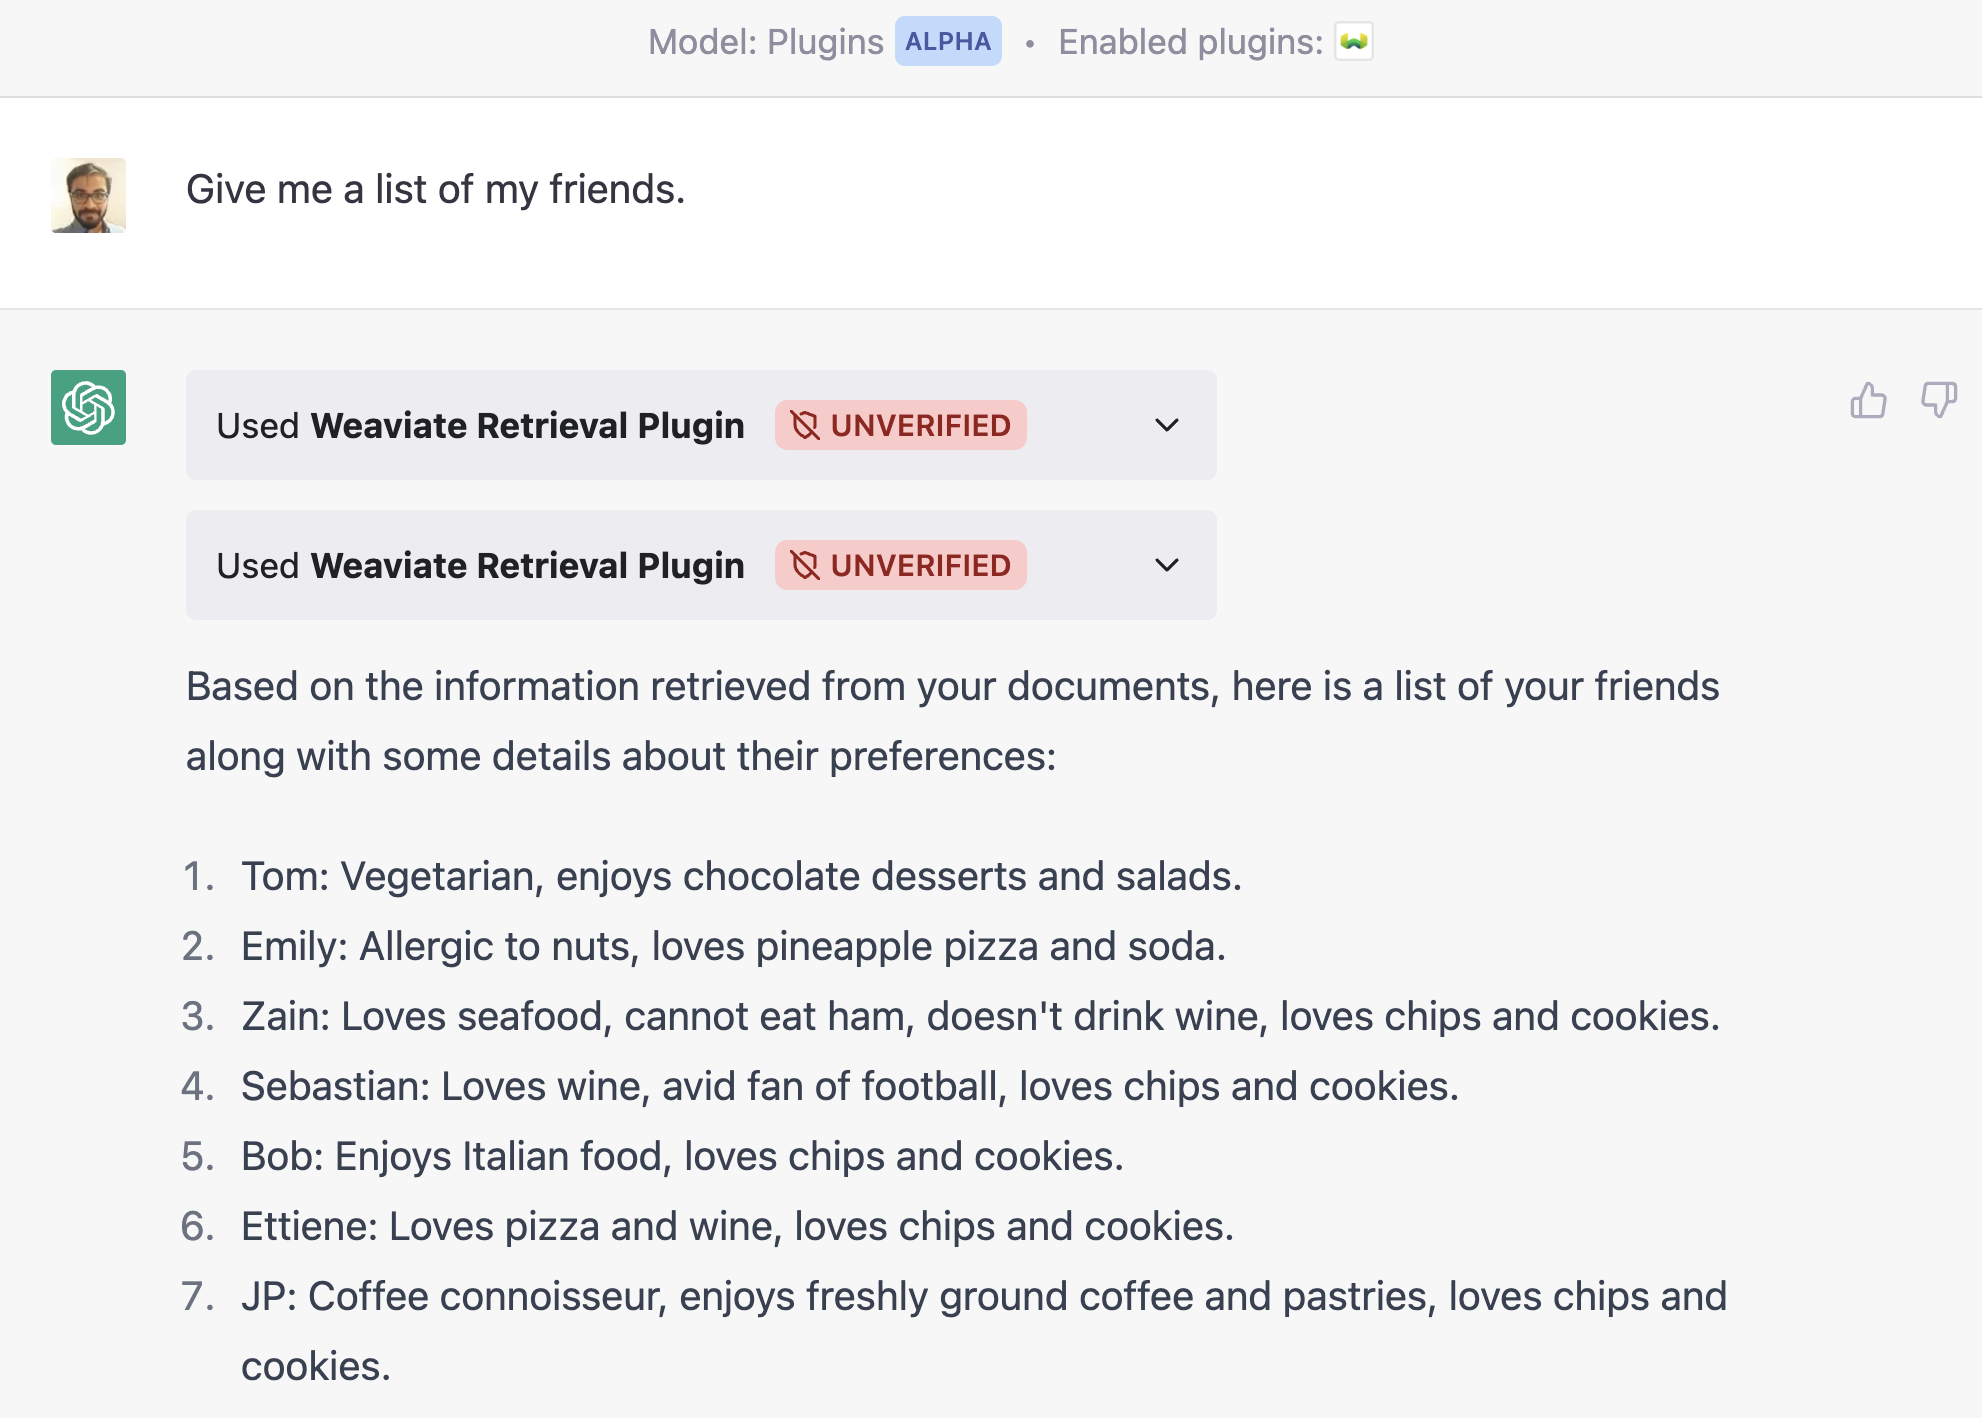 Model: Plugins ALPHA • Enabled plugins:
Give me a list of my friends.
Used Weaviate Retrieval Plugin UNVERIFIED
Used Weaviate Retrieval Plugin UNVERIFIED
Based on the information retrieved from your documents, here is a list of your friends
along with some details about their preferences:
1. Tom: Vegetarian, enjoys chocolate desserts and salads.
2. Emily: Allergic to nuts, loves pineapple pizza and soda.
3. Zain: Loves seafood, cannot eat ham, doesn't drink wine, loves chips and cookies.
4. Sebastian: Loves wine, avid fan of football, loves chips and cookies.
5. Bob: Enjoys Italian food, loves chips and cookies.
6. Ettiene: Loves pizza and wine, loves chips and cookies.
7. JP: Coffee connoisseur, enjoys freshly ground coffee and pastries, loves chips and
cookies.